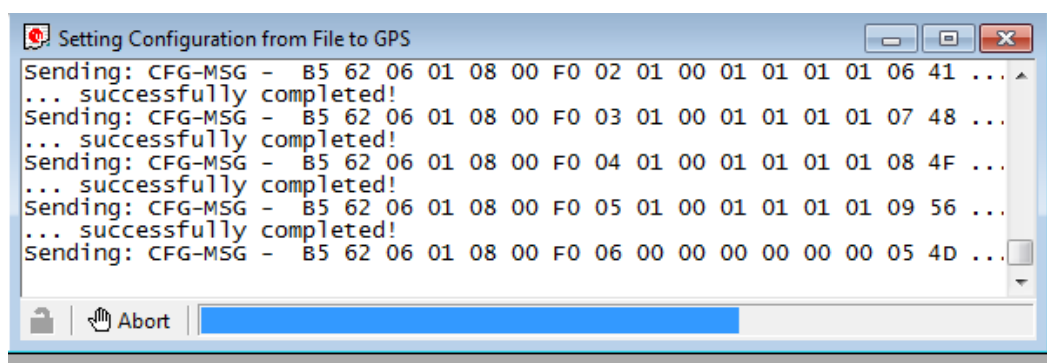 Setting Configuration from File to GPS
Sending: CFG-MSG - B5 62 06 01 08 00 F0 02 01 00 01 01 01 01 06 41 ...
... successfully completed!
Sending: CFG-MSG - B5 62 06 01 08 00 F0 03 01 00 01 01 01 01 07 48 ...
... successfully completed!
Sending: CFG-MSG - B5 62 06 01 08 00 F0 04 01 00 01 01 01 01 08 4F ...
... successfully completed!
Sending: CFG-MSG - B5 62 06 01 08 00 F0 05 01 00 01 01 01 01 09 56 ...
... successfully completed!
Sending: CFG-MSG - B5 62 06 01 08 00 F0 06 00 00 00 00 00 00 05 4D ...
Abort